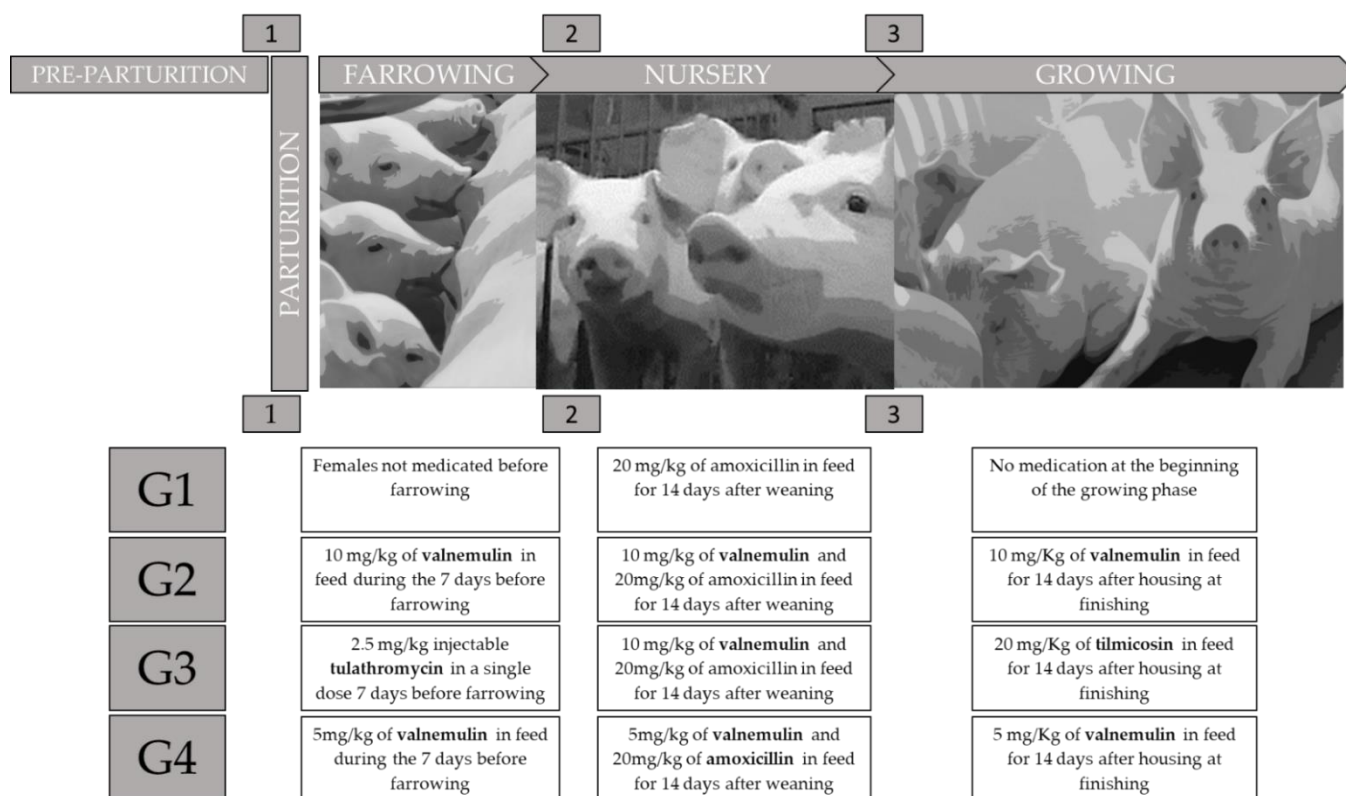 1
2
3
PRE-PARTURITION
PARTURITION
FARROWING
NURSERY
GROWING
1
2
3
G1
Females not medicated before
farrowing
20 mg/kg of amoxicillin in feed
for 14 days after weaning
No medication at the beginning
of the growing phase
G2
10 mg/kg of valnemulin in
feed during the 7 days before
farrowing
10 mg/kg of valnemulin and
20mg/kg of amoxicillin in feed
for 14 days after weaning
10 mg/Kg of valnemulin in feed
for 14 days after housing at
finishing
G3
2.5 mg/kg injectable
tulathromycin in a single
dose 7 days before farrowing
10 mg/kg of valnemulin and
20mg/kg of amoxicillin in feed
for 14 days after weaning
20 mg/Kg of tilmicosin in feed
for 14 days after housing at
finishing
G4
5mg/kg of valnemulin in feed
during the 7 days before
farrowing
5mg/kg of valnemulin and
20mg/kg of amoxicillin in feed
for 14 days after weaning
5 mg/Kg of valnemulin in feed
for 14 days after housing at
finishing